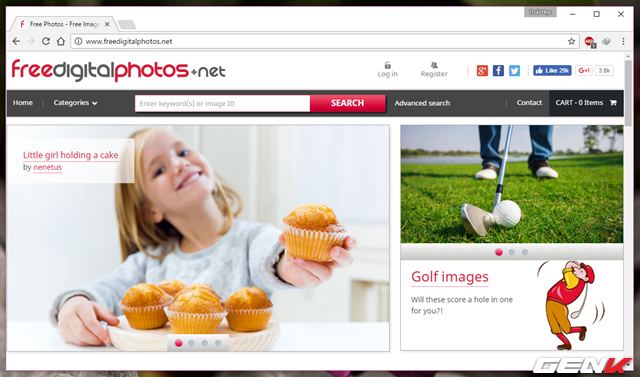 Thái Học
Free Photos - Free Image
www.freedigitalphotos.net
freedigitalphotos.net
Log in
Register
Like 29k
G+1
3.8k
Home
Categories
Enter keyword(s) or image ID
SEARCH
Advanced search
Contact
CART - 0 Items
Little girl holding a cake
by nenetus
Golf images
Will these score a hole in one
for you?!
GENK